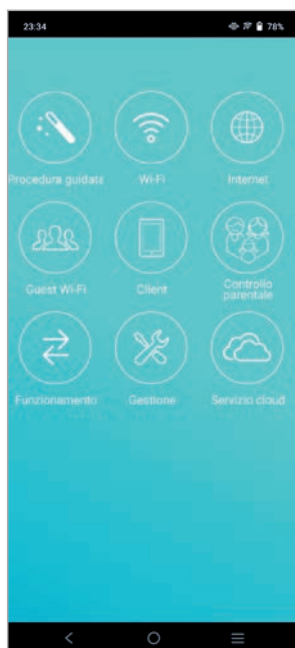 23:34 78%
Procedura guidata Wi-Fi Internet
Guest Wi-Fi Client Controllo parentale
Funzionamento Gestione Servizio cloud